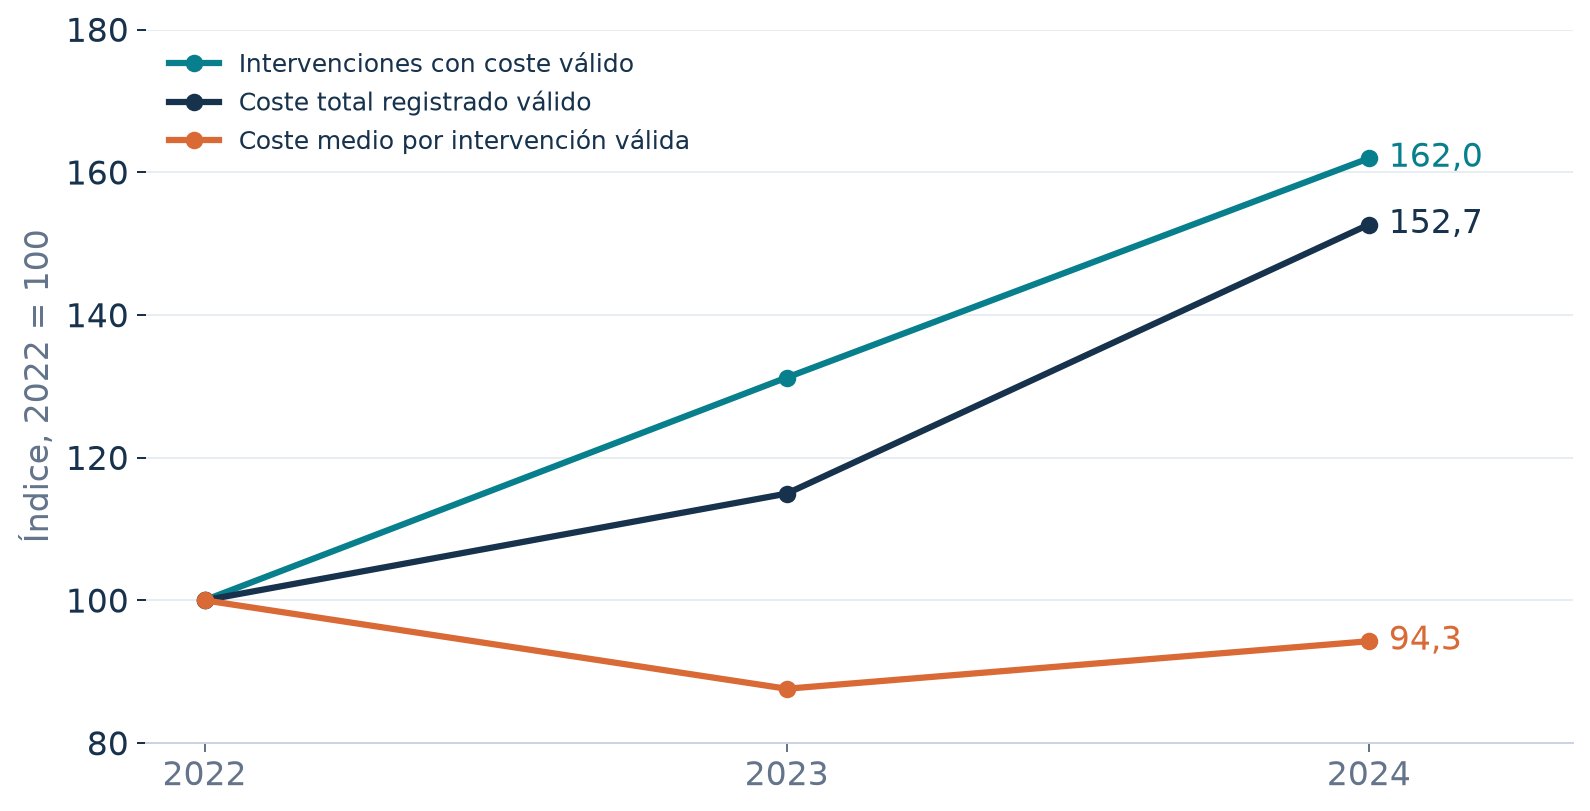 180
Intervenciones con coste válido
Coste total registrado válido
Coste medio por intervención válida
162,0
160
152,7
Índice, 2022 = 100
140
120
100
94,3
80
2022 2023 2024